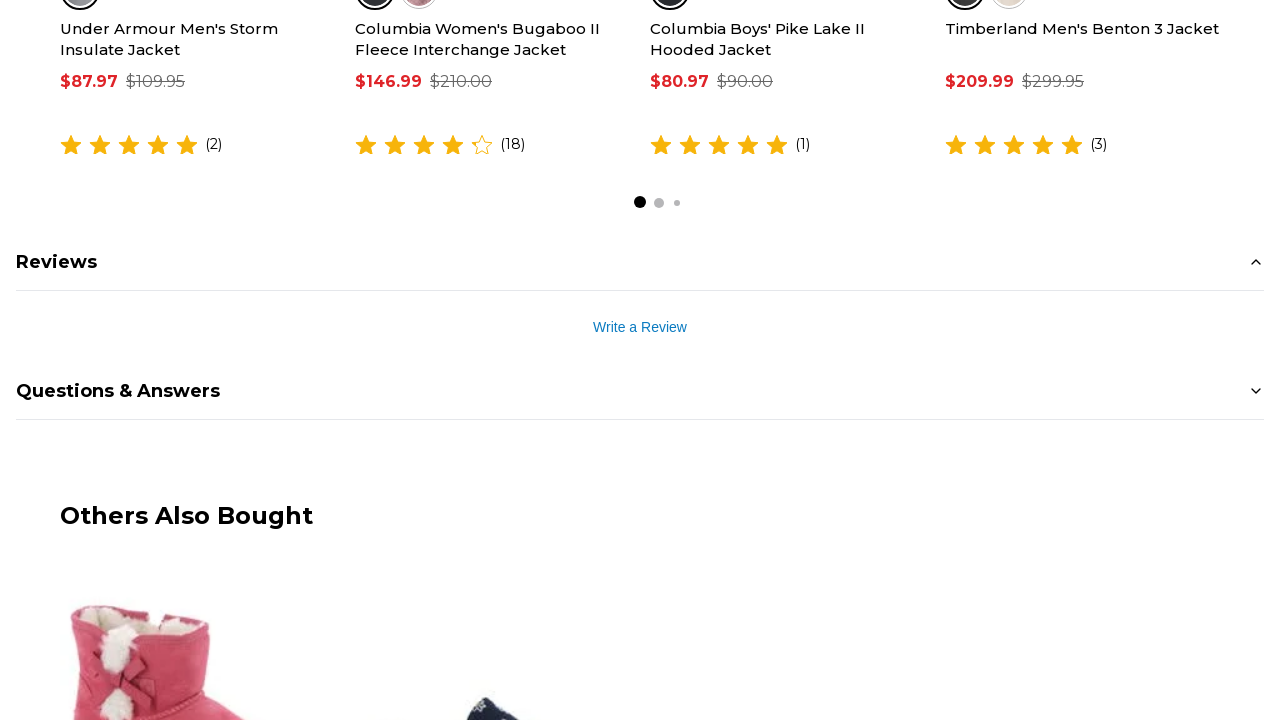 Under Armour Men's Storm
Insulate Jacket
$87.97 $109.95
(2)
Columbia Women's Bugaboo II
Fleece Interchange Jacket
$146.99 $210.00
(18)
Columbia Boys' Pike Lake II
Hooded Jacket
$80.97 $90.00
(1)
Timberland Men's Benton 3 Jacket
$209.99 $299.95
(3)
Reviews
Write a Review
Questions & Answers
Others Also Bought